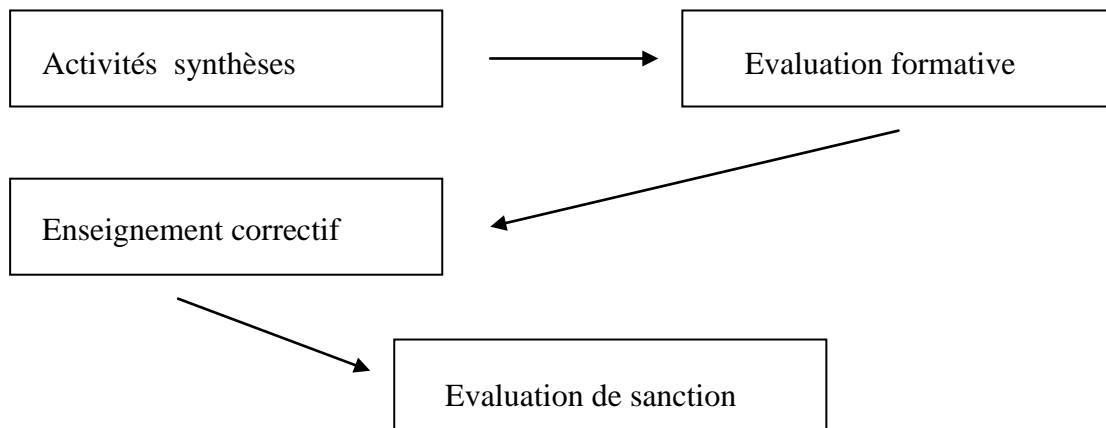 Activités synthèses
Evaluation formative
Enseignement correctif
Evaluation de sanction